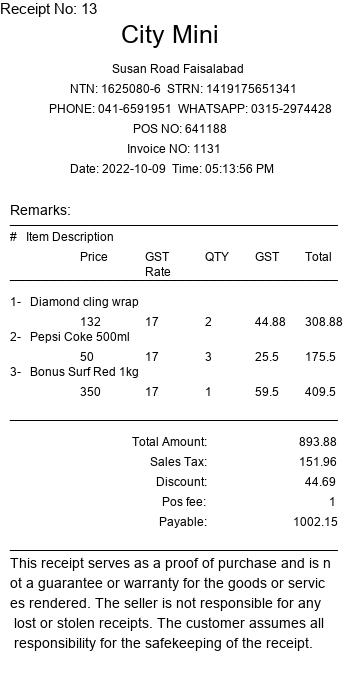 Receipt No: 13
City Mini
Susan Road Faisalabad
NTN: 1625080-6 STRN: 1419175651341
PHONE: 041-6591951 WHATSAPP: 0315-2974428
POS NO: 641188
Invoice NO: 1131
Date: 2022-10-09 Time: 05:13:56 PM
Remarks:
# Item Description
Price GST Rate QTY GST Total
1- Diamond cling wrap
132 17 2 44.88 308.88
2- Pepsi Coke 500ml
50 17 3 25.5 175.5
3- Bonus Surf Red 1kg
350 17 1 59.5 409.5
Total Amount: 893.88
Sales Tax: 151.96
Discount: 44.69
Pos fee: 1
Payable: 1002.15
This receipt serves as a proof of purchase and is n
ot a guarantee or warranty for the goods or servic
es rendered. The seller is not responsible for any
lost or stolen receipts. The customer assumes all
responsibility for the safekeeping of the receipt.